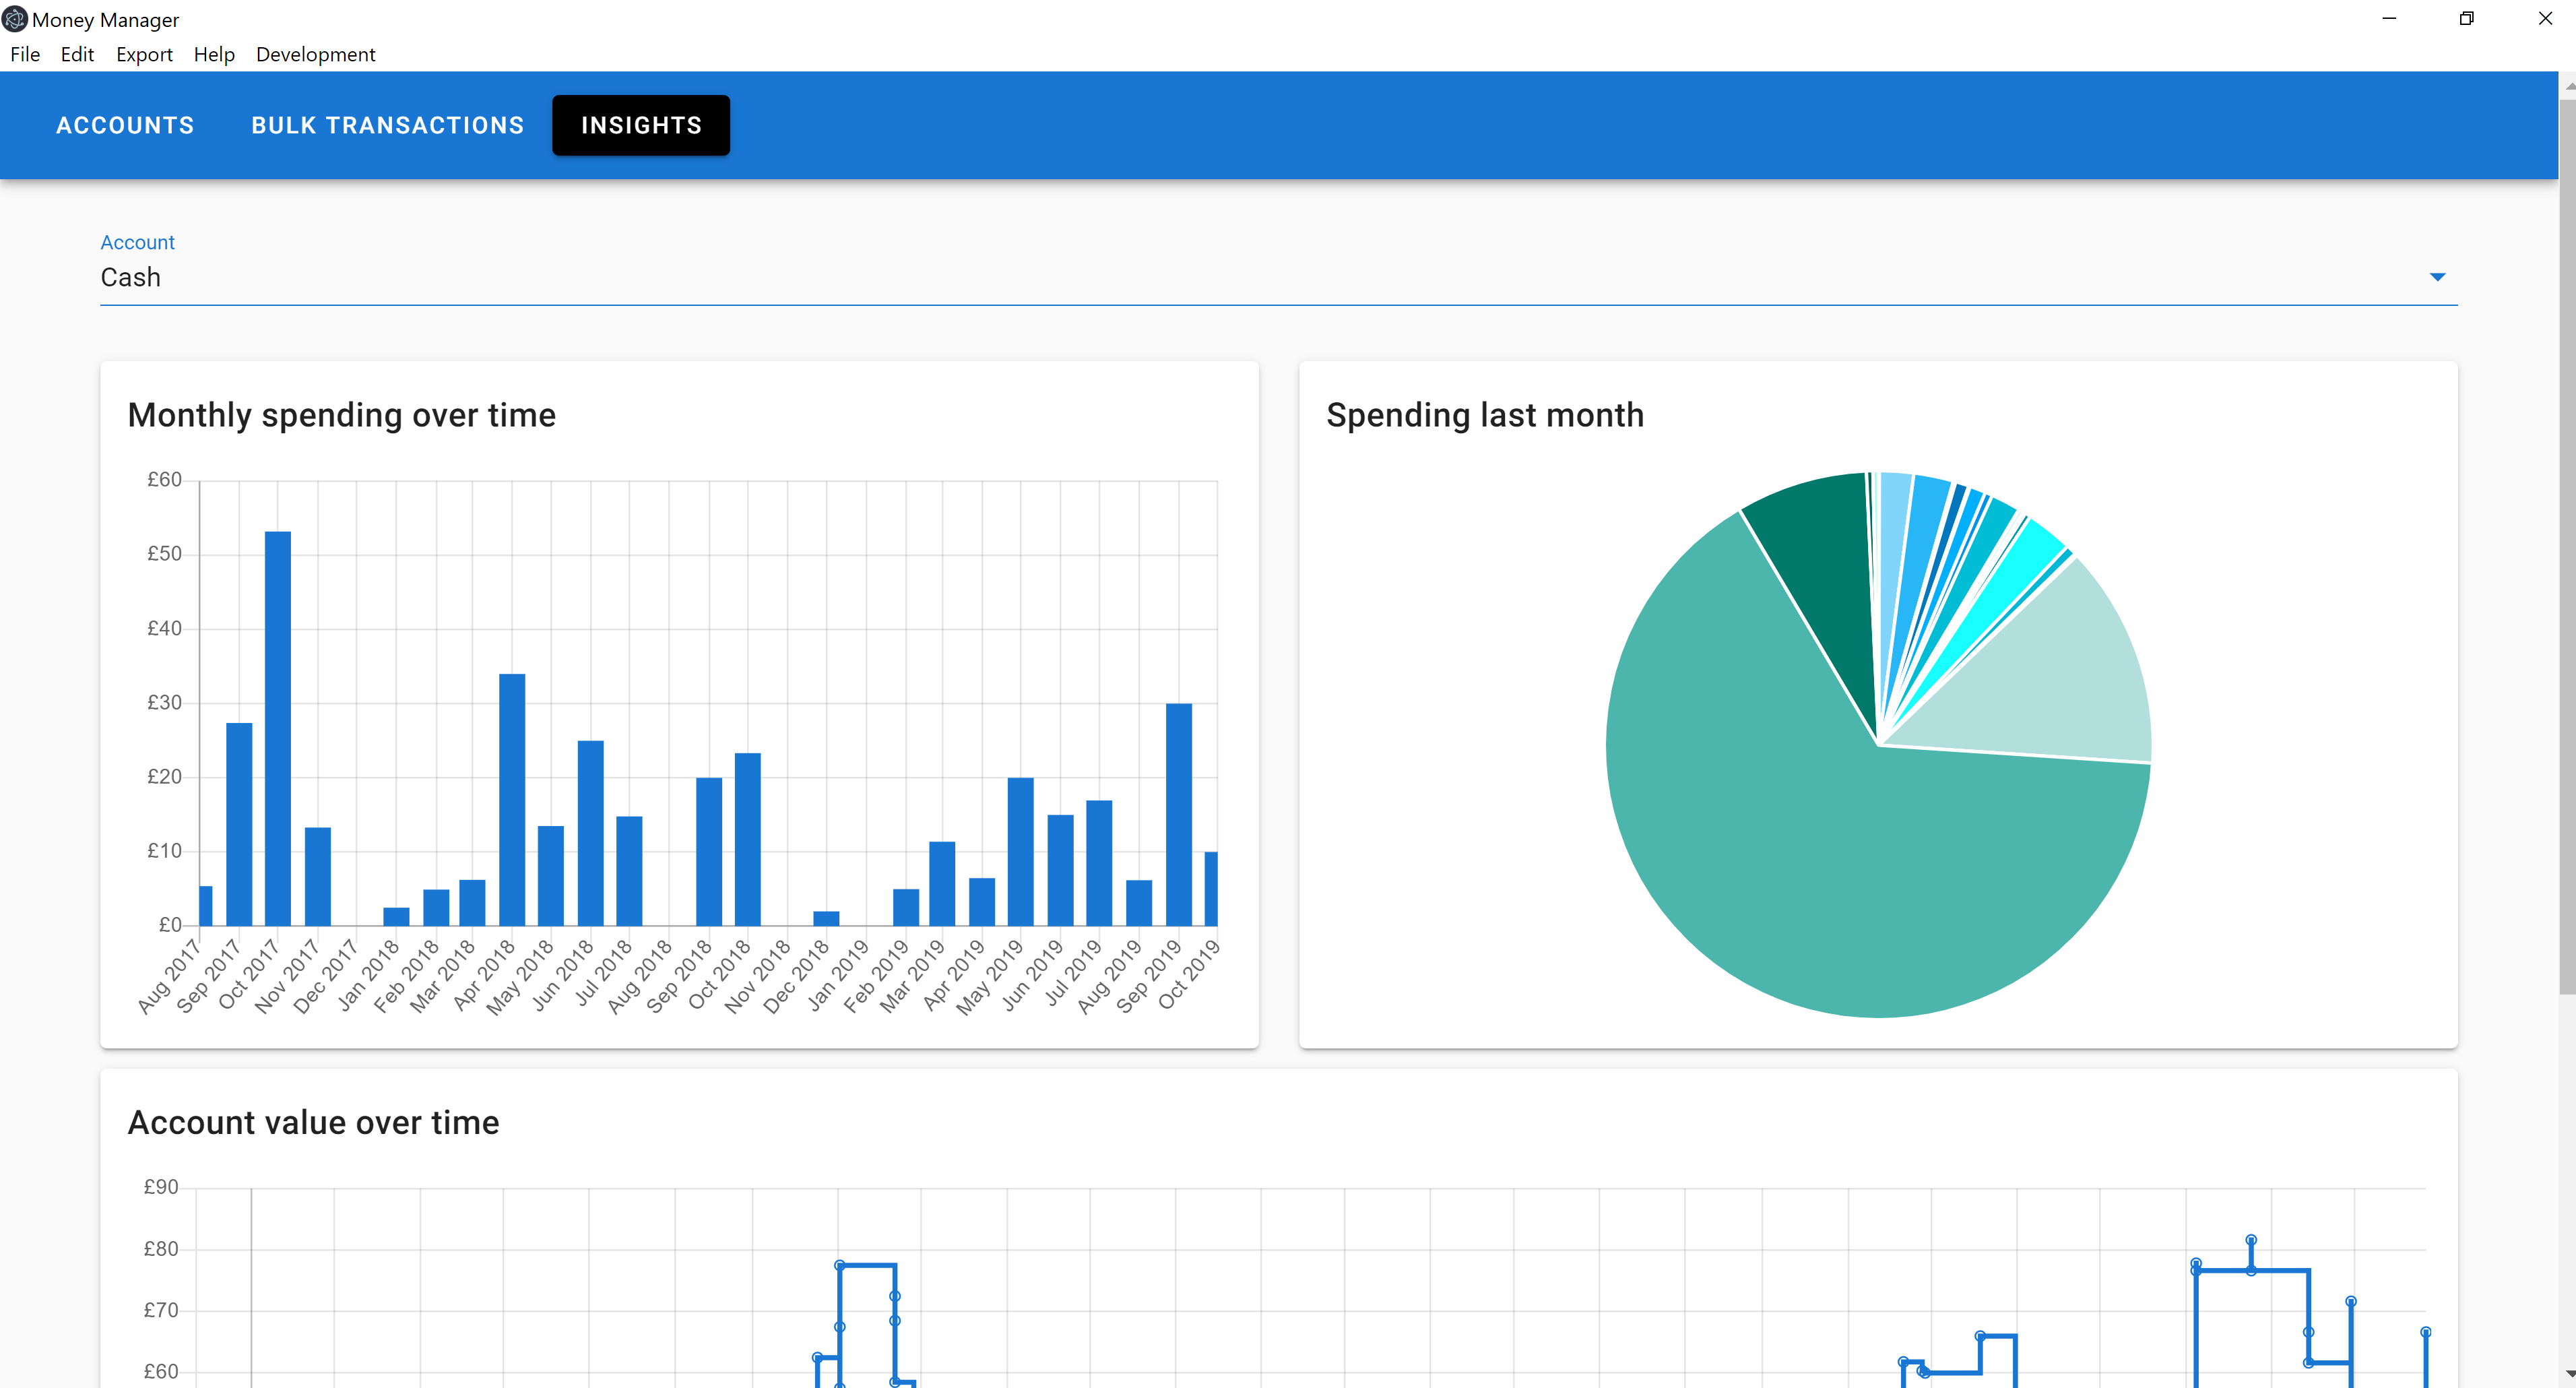 Money Manager
File Edit Export Help Development
ACCOUNTS BULK TRANSACTIONS INSIGHTS
Account
Cash
Monthly spending over time
£60
£50
£40
£30
£20
£10
£0
Aug 2017 Sep 2017 Oct 2017 Nov 2017 Dec 2017 Jan 2018 Feb 2018 Mar 2018 Apr 2018 May 2018 Jun 2018 Jul 2018 Aug 2018 Sep 2018 Oct 2018 Nov 2018 Dec 2018 Jan 2019 Feb 2019 Mar 2019 Apr 2019 May 2019 Jun 2019 Jul 2019 Aug 2019 Sep 2019 Oct 2019
Spending last month
Account value over time
£90
£80
£70
£60